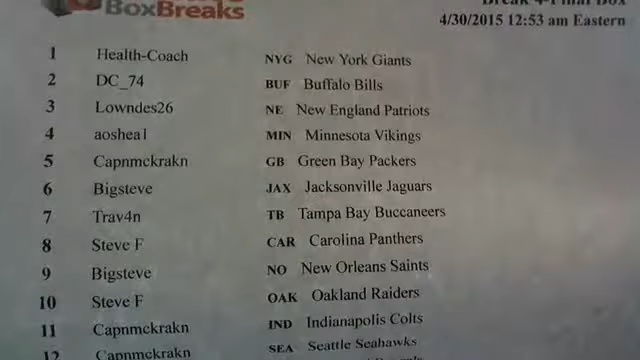 BoxBreaks
4/30/2015 12:53 am Eastern
1 Health-Coach NYG New York Giants
2 DC_74 BUF Buffalo Bills
3 Lowndes26 NE New England Patriots
4 aoshea1 MIN Minnesota Vikings
5 Capnmckrakn GB Green Bay Packers
6 Bigsteve JAX Jacksonville Jaguars
7 Trav4n TB Tampa Bay Buccaneers
8 Steve F CAR Carolina Panthers
9 Bigsteve NO New Orleans Saints
10 Steve F OAK Oakland Raiders
11 Capnmckrakn IND Indianapolis Colts
12 Capnmckrakn SEA Seattle Seahawks